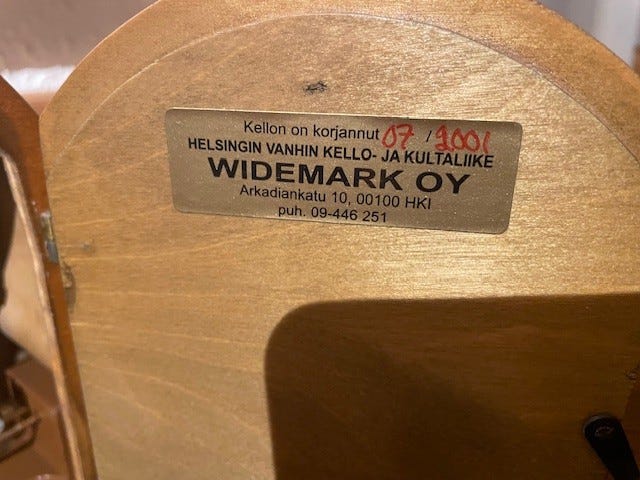 Kellon on korjannut 07 / 2001
HELSINGIN VANHIN KELLO- JA KULTALIIKE
WIDEMARK OY
Arkadiankatu 10, 00100 HKI
puh. 09-446 251